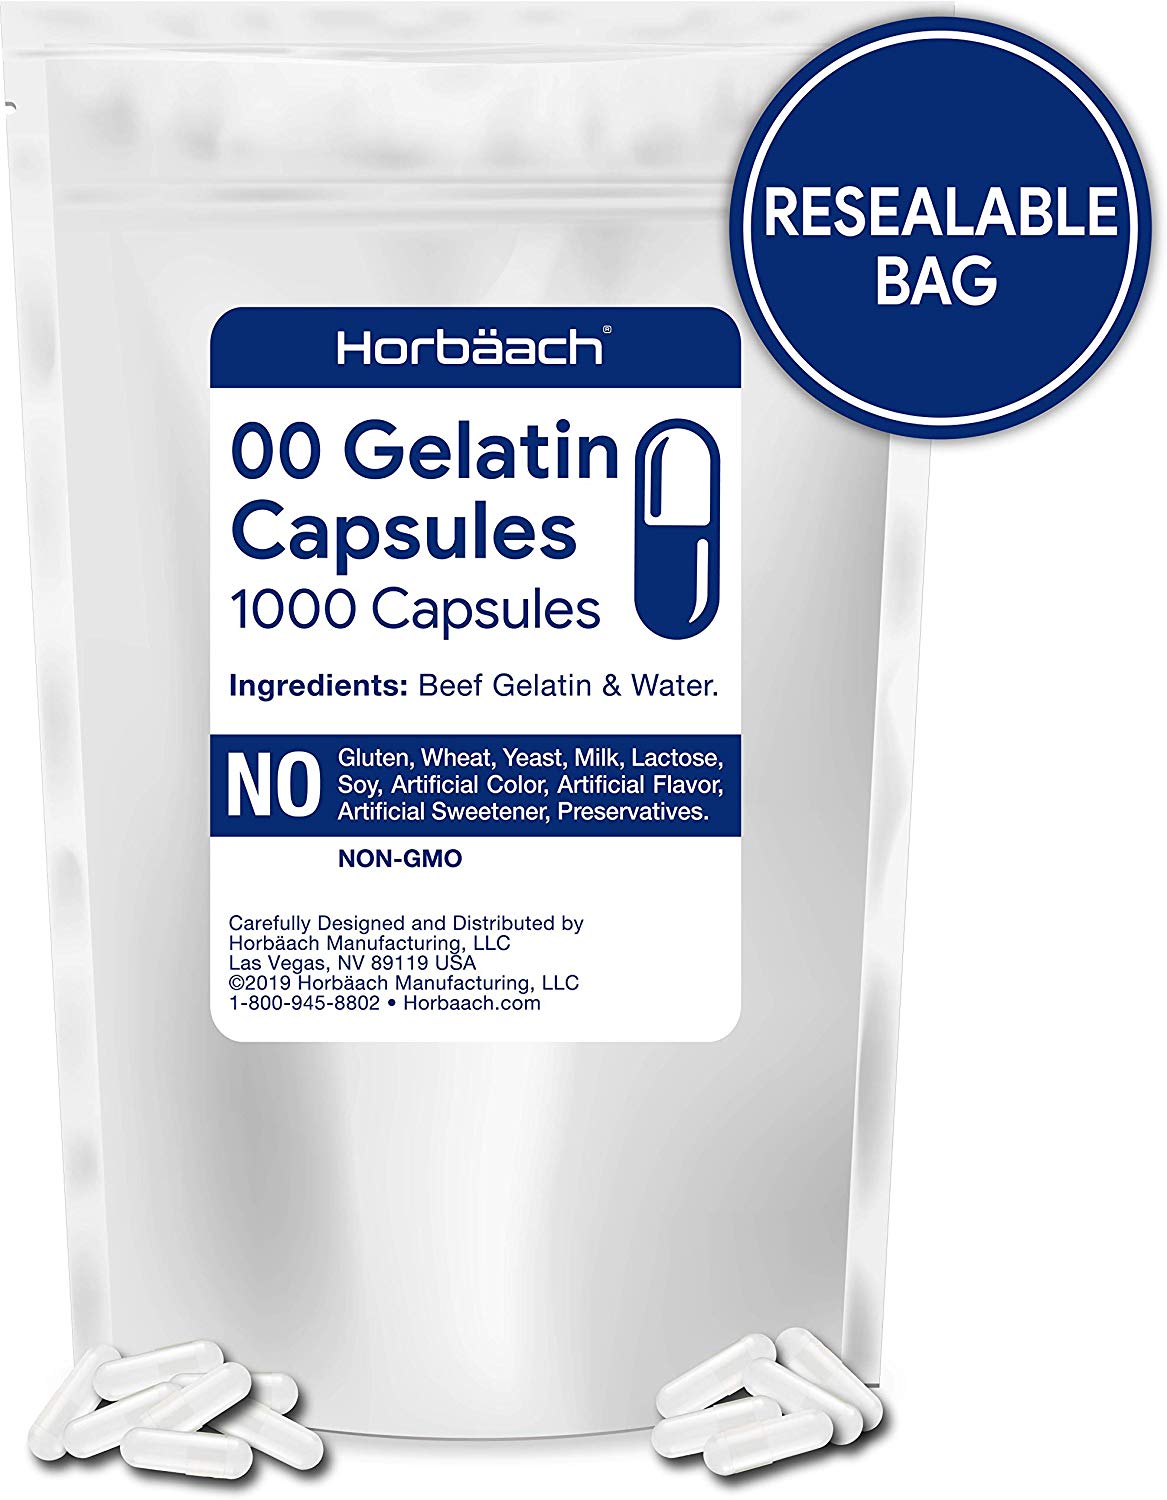 RESEALABLE
BAG
Horbäach®
00 Gelatin
Capsules
1000 Capsules
Ingredients: Beef Gelatin & Water.
NO
Gluten, Wheat, Yeast, Milk, Lactose,
Soy, Artificial Color, Artificial Flavor,
Artificial Sweetener, Preservatives.
NON-GMO
Carefully Designed and Distributed by
Horbäach Manufacturing, LLC
Las Vegas, NV 89119 USA
©2019 Horbäach Manufacturing, LLC
1-800-945-8802 • Horbaach.com